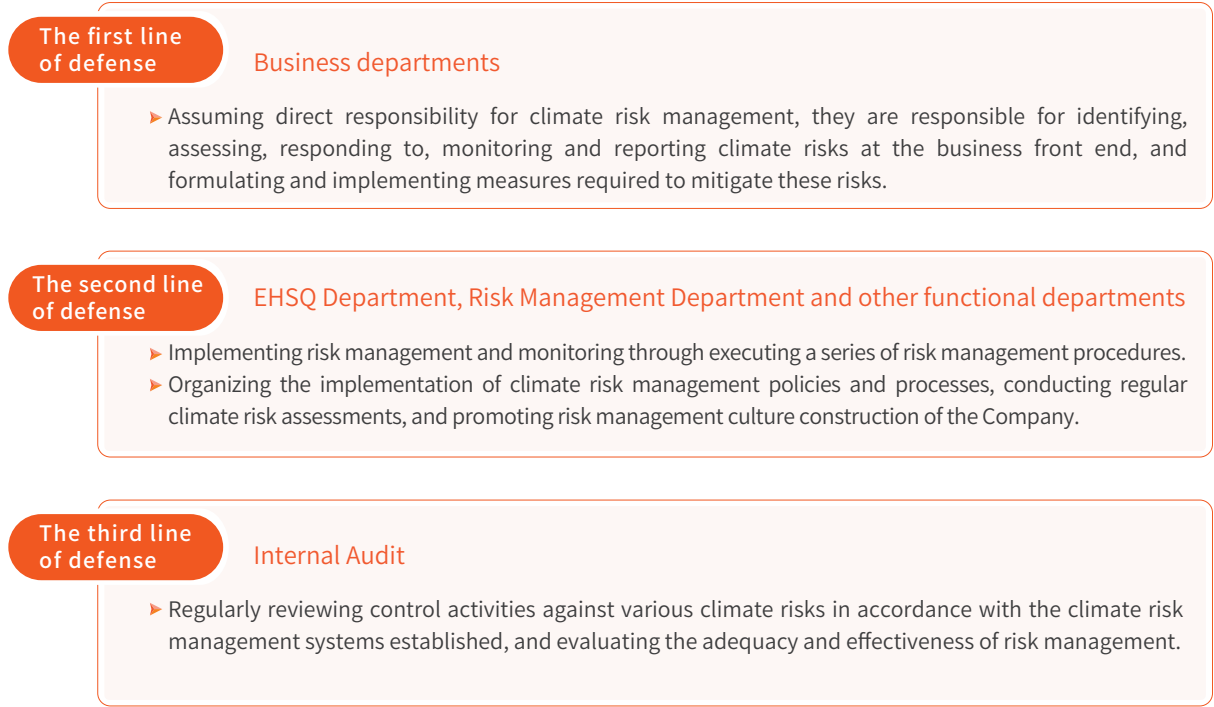 The first line
of defense
Business departments
Assuming direct responsibility for climate risk management, they are responsible for identifying,
assessing, responding to, monitoring and reporting climate risks at the business front end, and
formulating and implementing measures required to mitigate these risks.
The second line
of defense
EHSQ Department, Risk Management Department and other functional departments
Implementing risk management and monitoring through executing a series of risk management procedures.
Organizing the implementation of climate risk management policies and processes, conducting regular
climate risk assessments, and promoting risk management culture construction of the Company.
The third line
of defense
Internal Audit
Regularly reviewing control activities against various climate risks in accordance with the climate risk
management systems established, and evaluating the adequacy and effectiveness of risk management.